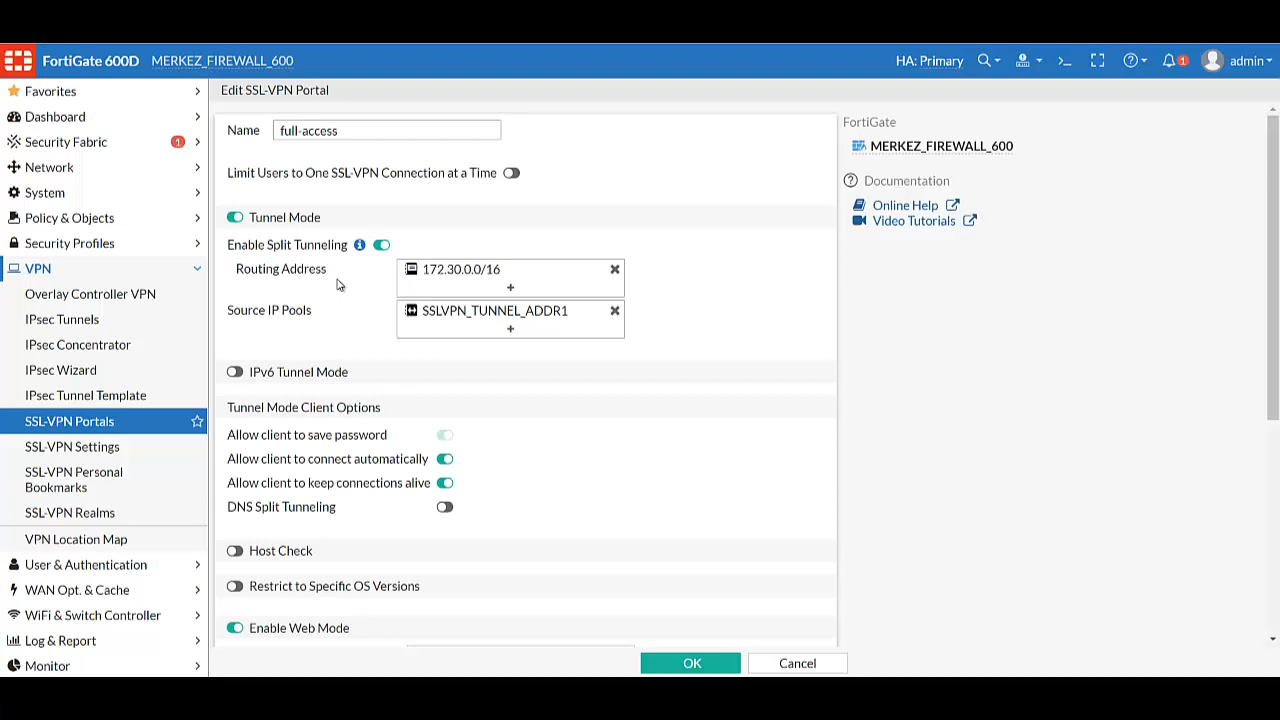 FortiGate 600D MERKEZ_FIREWALL_600 HA: Primary 1 admin
Favorites
Dashboard
Security Fabric 1
Network
System
Policy & Objects
Security Profiles
VPN
Overlay Controller VPN
IPsec Tunnels
IPsec Concentrator
IPsec Wizard
IPsec Tunnel Template
SSL-VPN Portals
SSL-VPN Settings
SSL-VPN Personal
Bookmarks
SSL-VPN Realms
VPN Location Map
User & Authentication
WAN Opt. & Cache
WiFi & Switch Controller
Log & Report
Monitor
Edit SSL-VPN Portal
Name full-access
Limit Users to One SSL-VPN Connection at a Time
Tunnel Mode
Enable Split Tunneling
Routing Address 172.30.0.0/16
+
Source IP Pools SSLVPN_TUNNEL_ADDR1
+
IPv6 Tunnel Mode
Tunnel Mode Client Options
Allow client to save password
Allow client to connect automatically
Allow client to keep connections alive
DNS Split Tunneling
Host Check
Restrict to Specific OS Versions
Enable Web Mode
OK Cancel
FortiGate
MERKEZ_FIREWALL_600
Documentation
Online Help
Video Tutorials